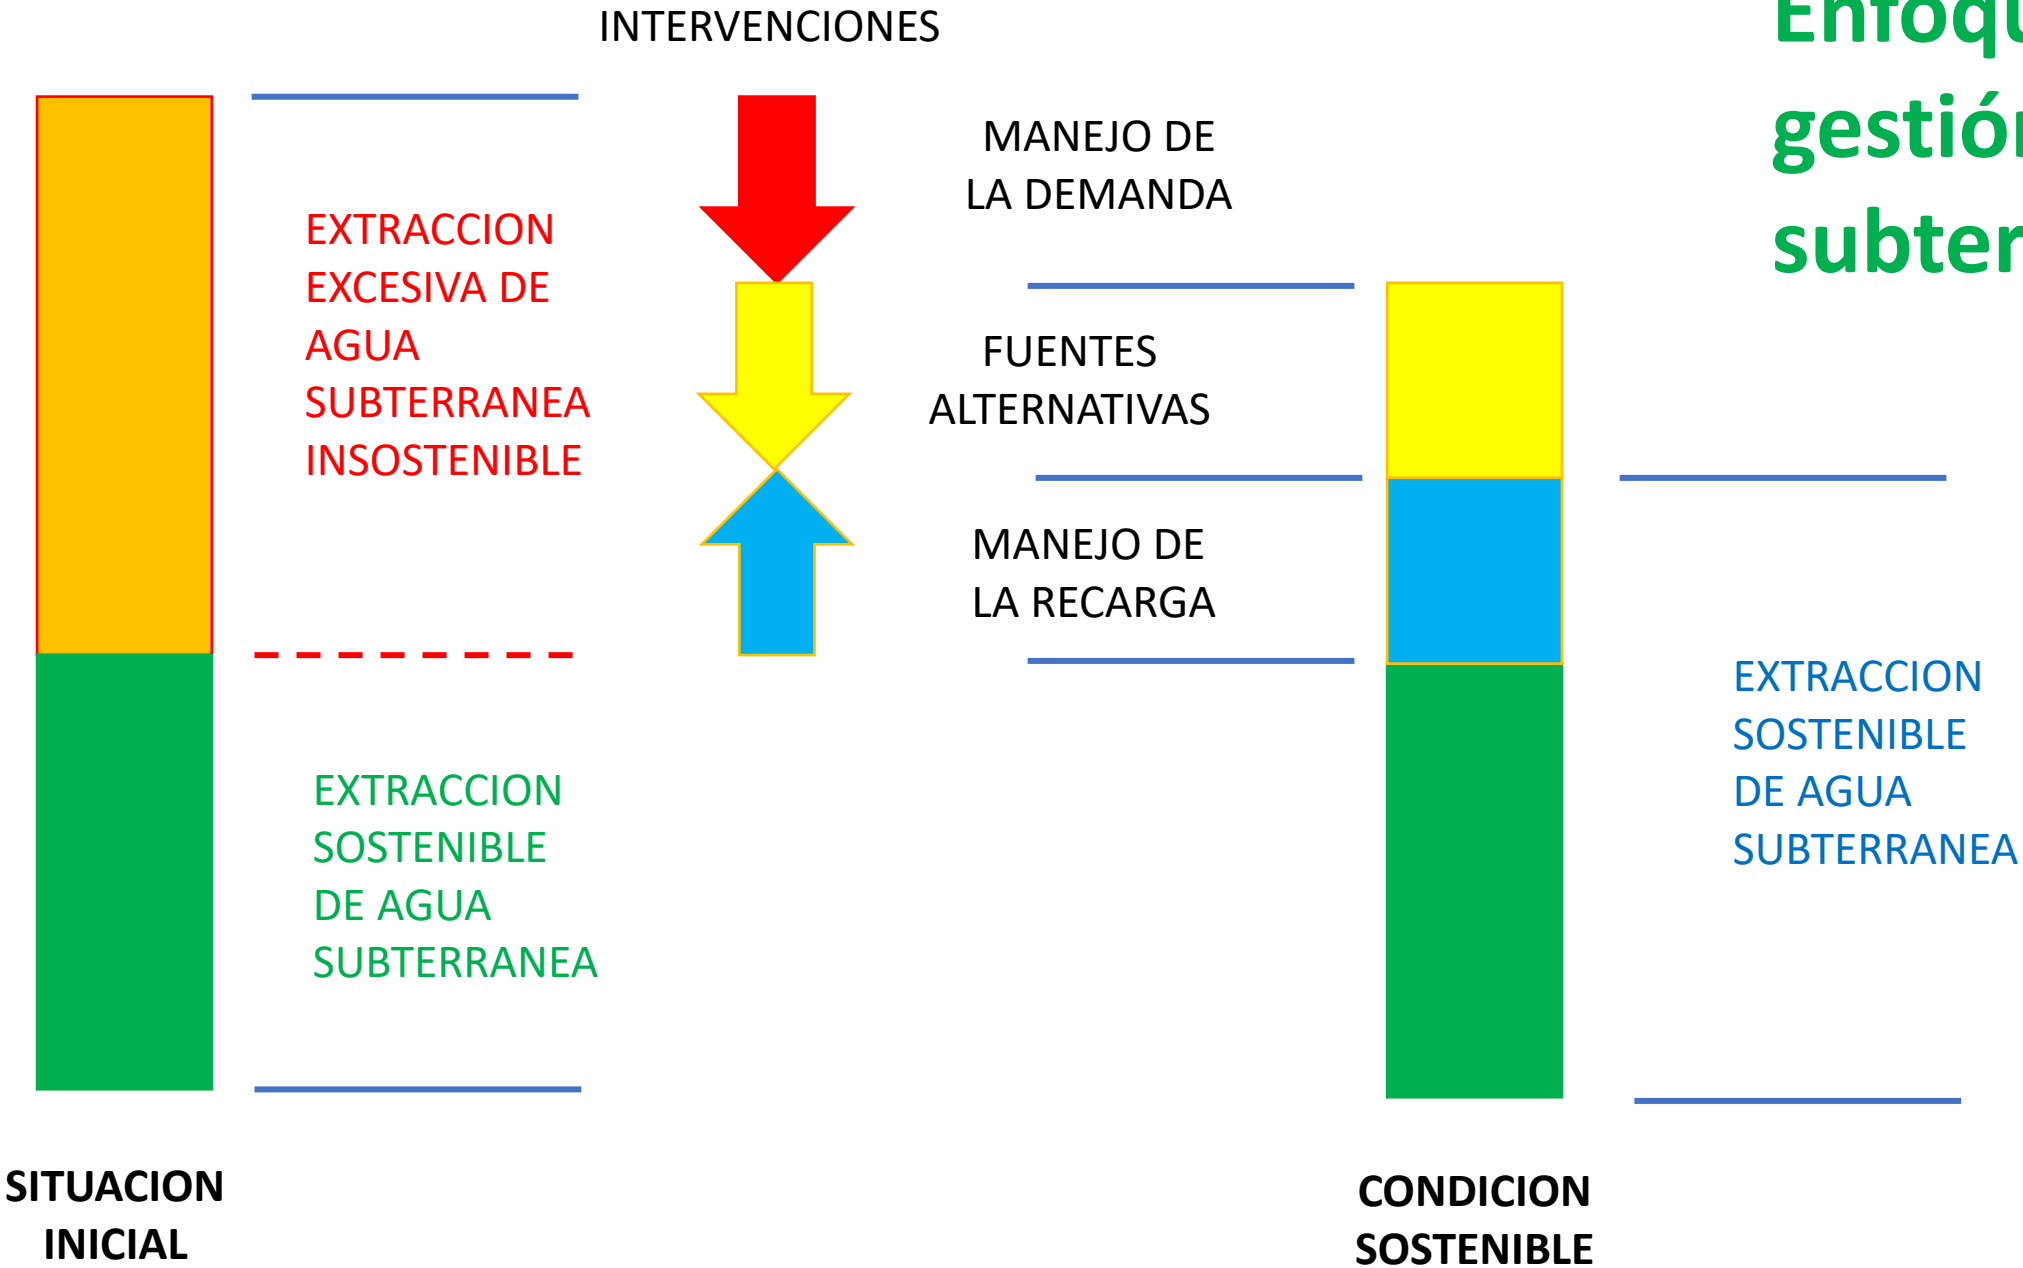 INTERVENCIONES
gestión
MANEJO DE
LA DEMANDA
EXTRACCION
EXCESIVA DE
AGUA
SUBTERRANEA
INSOSTENIBLE
FUENTES
ALTERNATIVAS
MANEJO DE
LA RECARGA
EXTRACCION
SOSTENIBLE
DE AGUA
SUBTERRANEA
EXTRACCION
SOSTENIBLE
DE AGUA
SUBTERRANEA
SITUACION
INICIAL
CONDICION
SOSTENIBLE